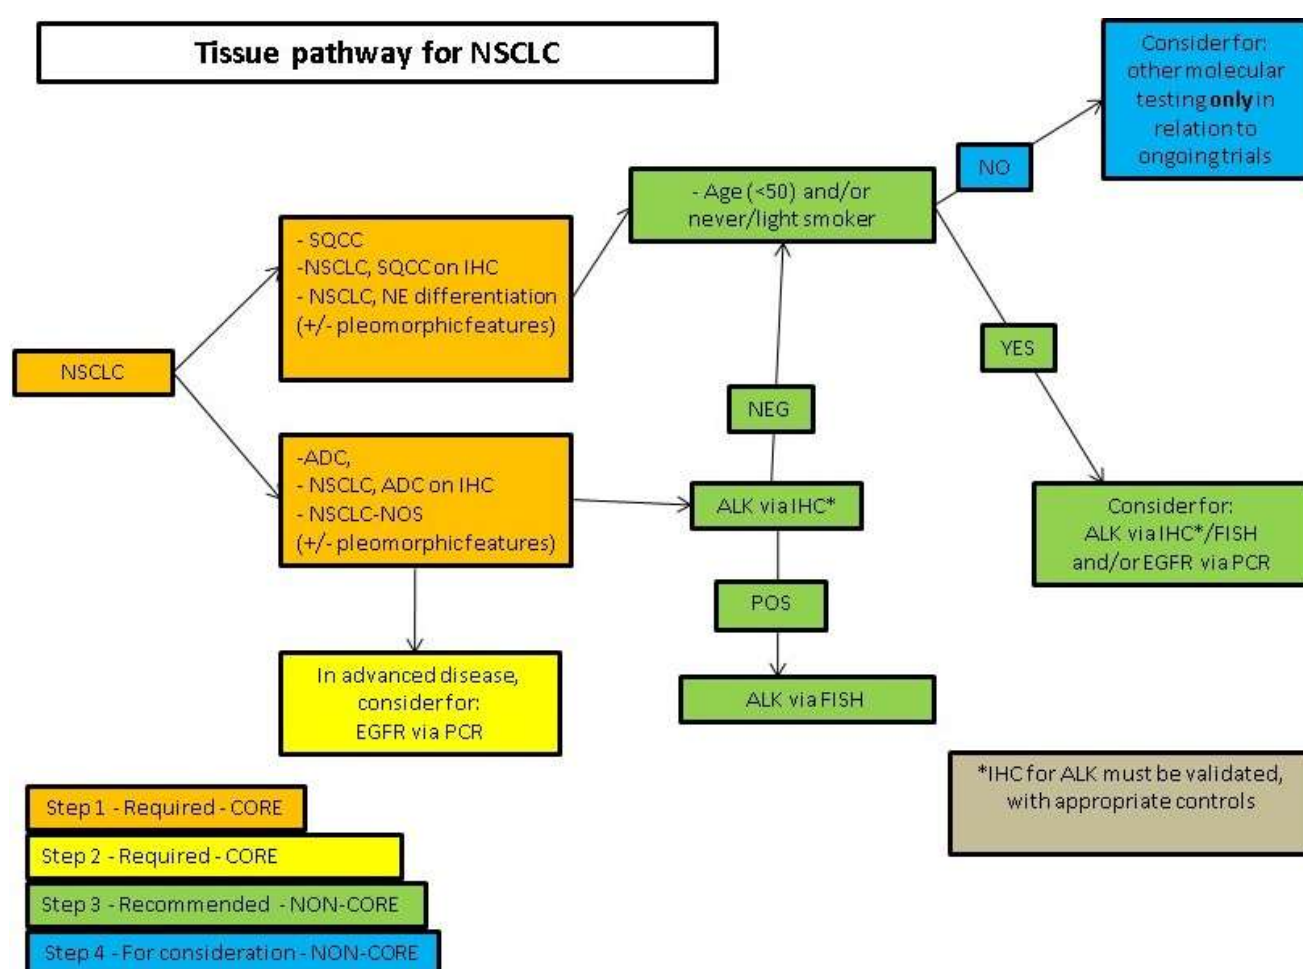 Tissue pathway for NSCLC
Consider for:
other molecular
testing only in
relation to
ongoing trials
NO
- Age (<50) and/or
never/light smoker
- SQCC
-NSCLC, SQCC on IHC
- NSCLC, NE differentiation
(+/- pleomorphic features)
NSCLC
YES
NEG
-ADC,
- NSCLC, ADC on IHC
- NSCLC-NOS
(+/- pleomorphic features)
ALK via IHC*
Consider for:
ALK via IHC*/FISH
and/or EGFR via PCR
POS
In advanced disease,
consider for:
EGFR via PCR
ALK via FISH
*IHC for ALK must be validated,
with appropriate controls
Step 1 - Required - CORE
Step 2 - Required - CORE
Step 3 - Recommended - NON-CORE
Step 4 - For consideration - NON-CORE